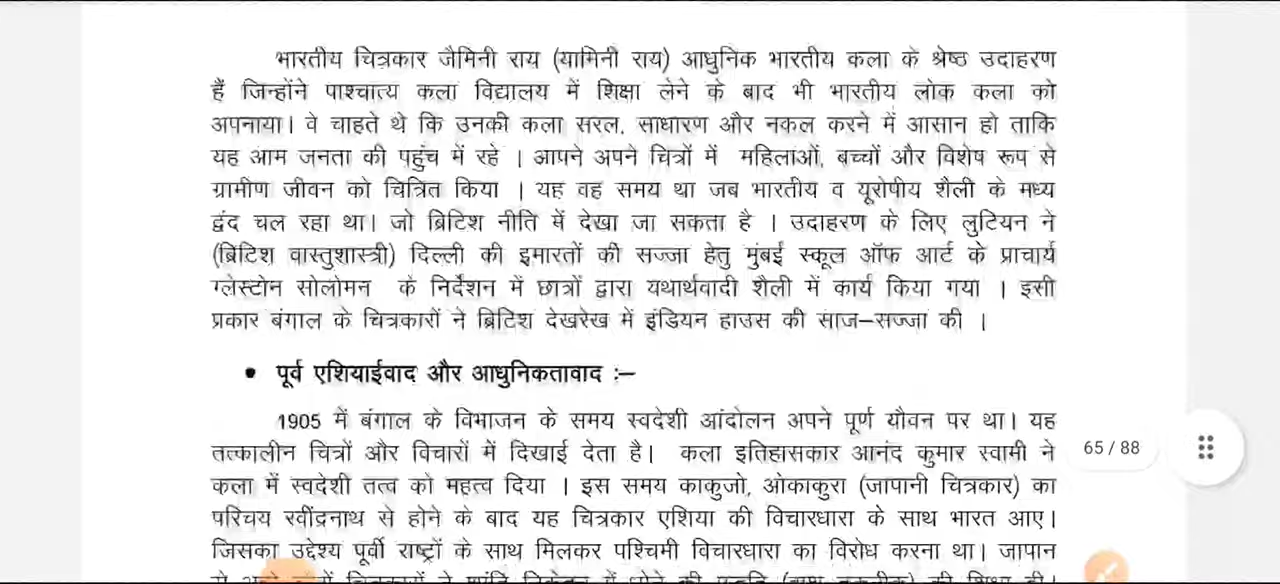 भारतीय चित्रकार जैमिनी राय (यामिनी राय) आधुनिक भारतीय कला के श्रेष्ठ उदाहरण
हैं जिन्होंने पाश्चात्य कला विद्यालय में शिक्षा लेने के बाद भी भारतीय लोक कला को
अपनाया। वे चाहते थे कि उनकी कला सरल, साधारण और नकल करने में आसान हो ताकि
यह आम जनता की पहुंच में रहे । आपने अपने चित्रों में महिलाओं, बच्चों और विशेष रूप से
ग्रामीण जीवन को चित्रित किया । यह वह समय था जब भारतीय व यूरोपीय शैली के मध्य
द्वंद चल रहा था। जो ब्रिटिश नीति में देखा जा सकता है । उदाहरण के लिए लुटियन ने
(ब्रिटिश वास्तुशास्त्री) दिल्ली की इमारतों की सज्जा हेतु मुंबई स्कूल ऑफ आर्ट के प्राचार्य
ग्लेस्टोन सोलोमन के निर्देशन में छात्रों द्वारा यथार्थवादी शैली में कार्य किया गया । इसी
प्रकार बंगाल के चित्रकारों ने ब्रिटिश देखरेख में इंडियन हाउस की साज–सज्जा की ।
• पूर्व एशियाईवाद और आधुनिकतावाद :–
1905 में बंगाल के विभाजन के समय स्वदेशी आंदोलन अपने पूर्ण यौवन पर था। यह
तत्कालीन चित्रों और विचारों में दिखाई देता है। कला इतिहासकार आनंद कुमार स्वामी ने
65 / 88
कला में स्वदेशी तत्व को महत्व दिया । इस समय काकुजो, ओकाकुरा (जापानी चित्रकार) का
परिचय रवींद्रनाथ से होने के बाद यह चित्रकार एशिया की विचारधारा के साथ भारत आए।
जिसका उद्देश्य पूर्वी राष्ट्रों के साथ मिलकर पश्चिमी विचारधारा का विरोध करना था। जापान